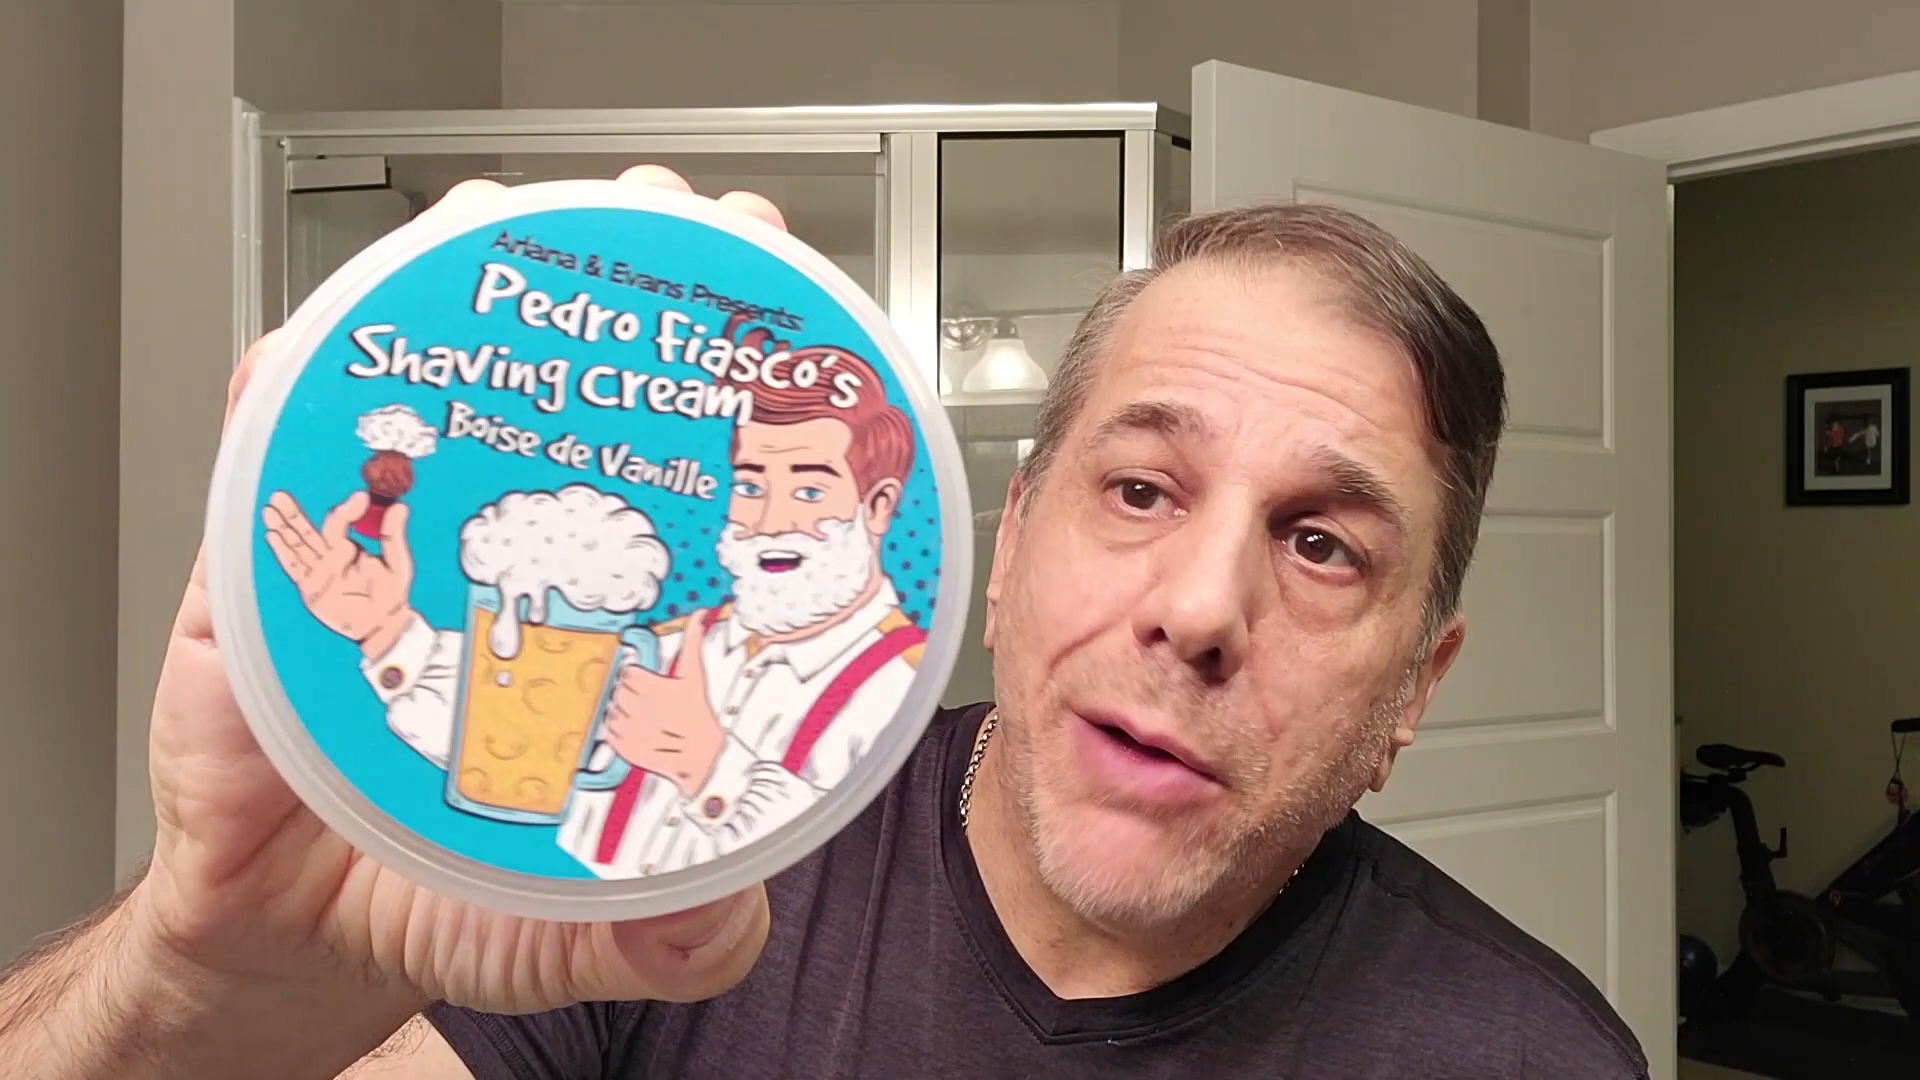 Ariana & Evans Presents:
Pedro Fiasco's
Shaving Cream
Boise de Vanille